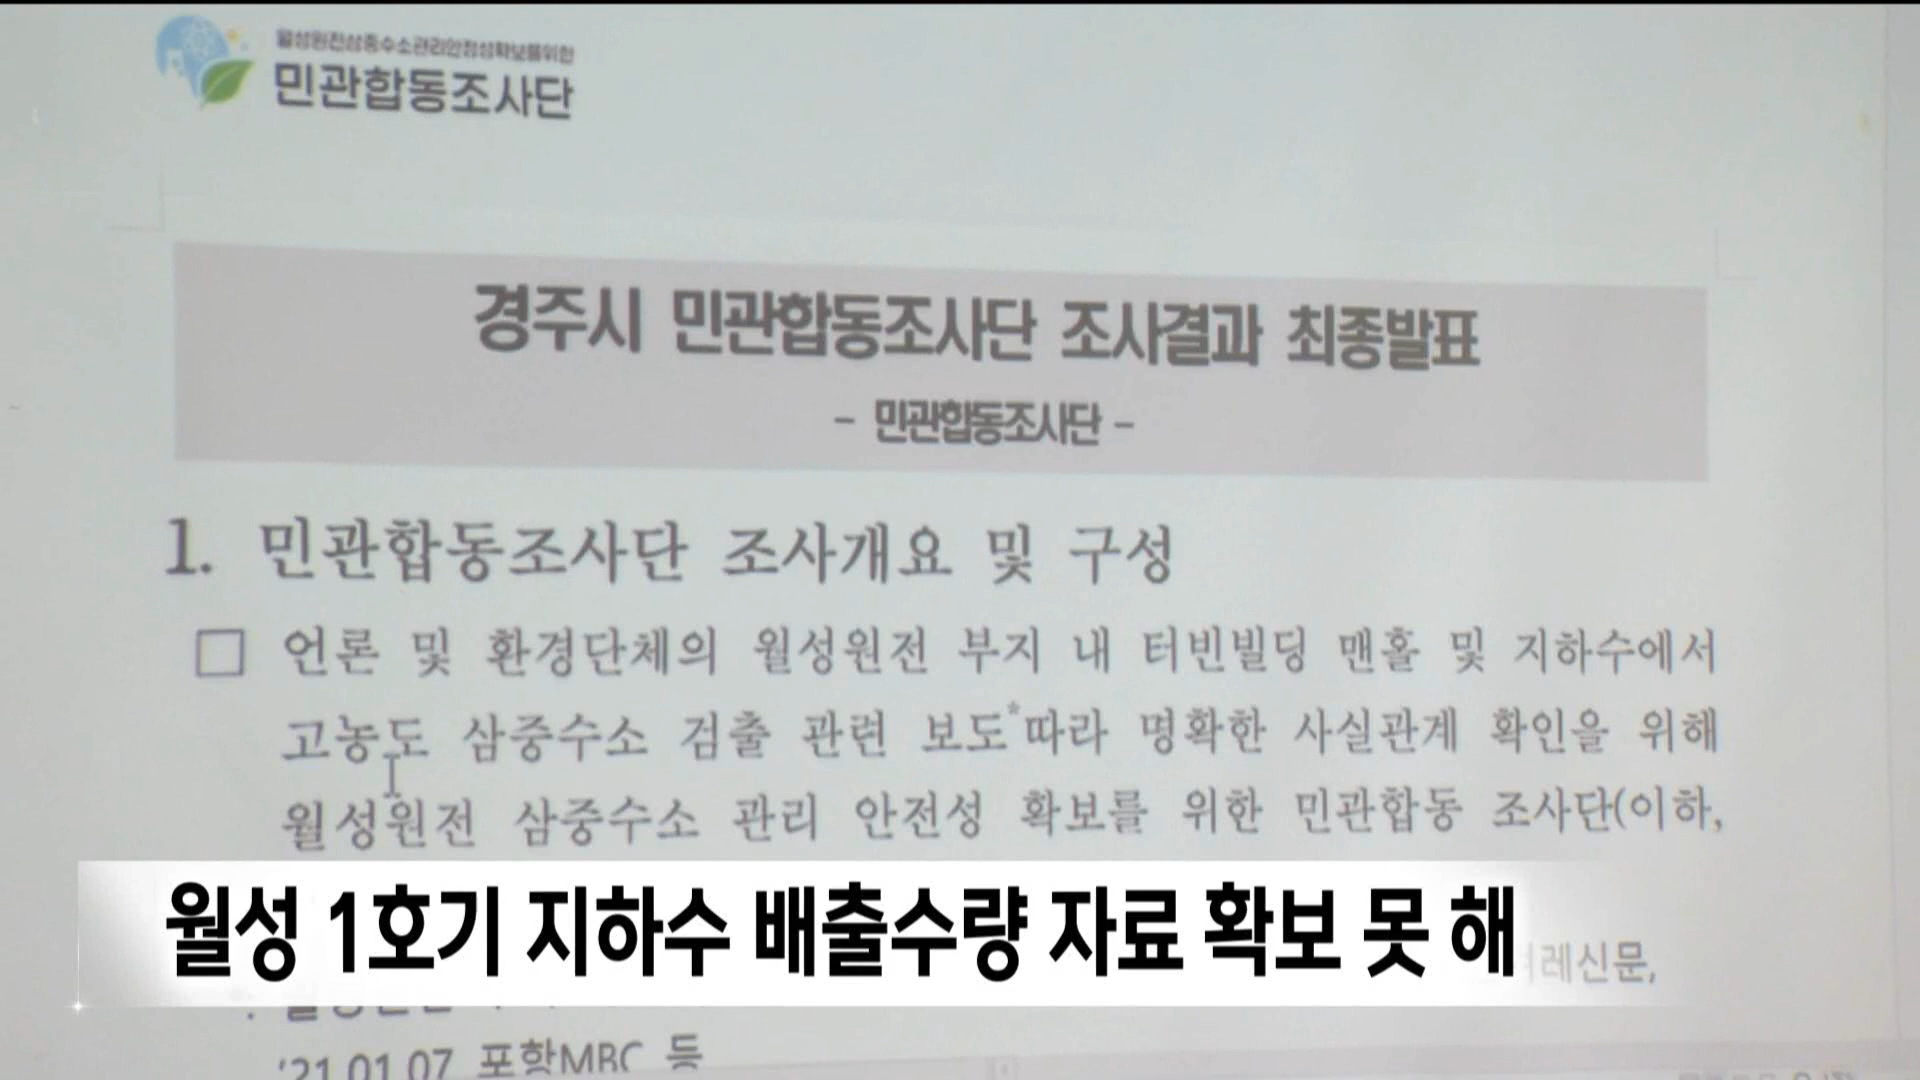 월성원전삼중수소관리안정성확보를위한
민관합동조사단
경주시 민관합동조사단 조사결과 최종발표
- 민관합동조사단 -
1. 민관합동조사단 조사개요 및 구성
□ 언론 및 환경단체의 월성원전 부지 내 터빈빌딩 맨홀 및 지하수에서
고농도 삼중수소 검출 관련 보도*따라 명확한 사실관계 확인을 위해
월성원전 삼중수소 관리 안전성 확보를 위한 민관합동 조사단(이하,
월성 1호기 지하수 배출수량 자료 확보 못 해
레신문,
'21.01.07 포항MBC 등